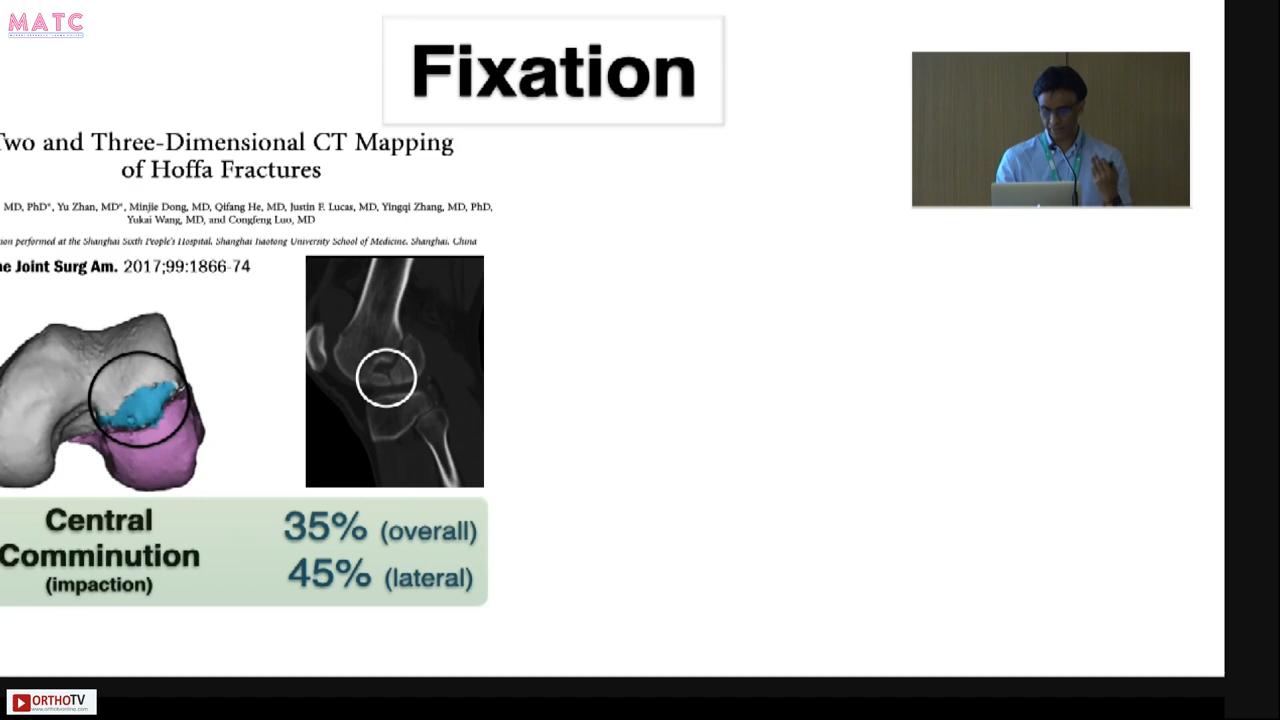 MATC
Fixation
Two and Three-Dimensional CT Mapping
of Hoffa Fractures
MD, PhD*, Yu Zhan, MD*, Minjie Dong, MD, Qifang He, MD, Justin F. Lucas, MD, Yingqi Zhang, MD, PhD,
Yukai Wang, MD, and Congfeng Luo, MD
ion performed at the Shanghai Sixth People's Hospital, Shanghai Jiaotong University School of Medicine, Shanghai, China
ne Joint Surg Am. 2017;99:1866-74
Central
Comminution
(impaction)
35% (overall)
45% (lateral)
ORTHOTV
www.orthotvonline.com